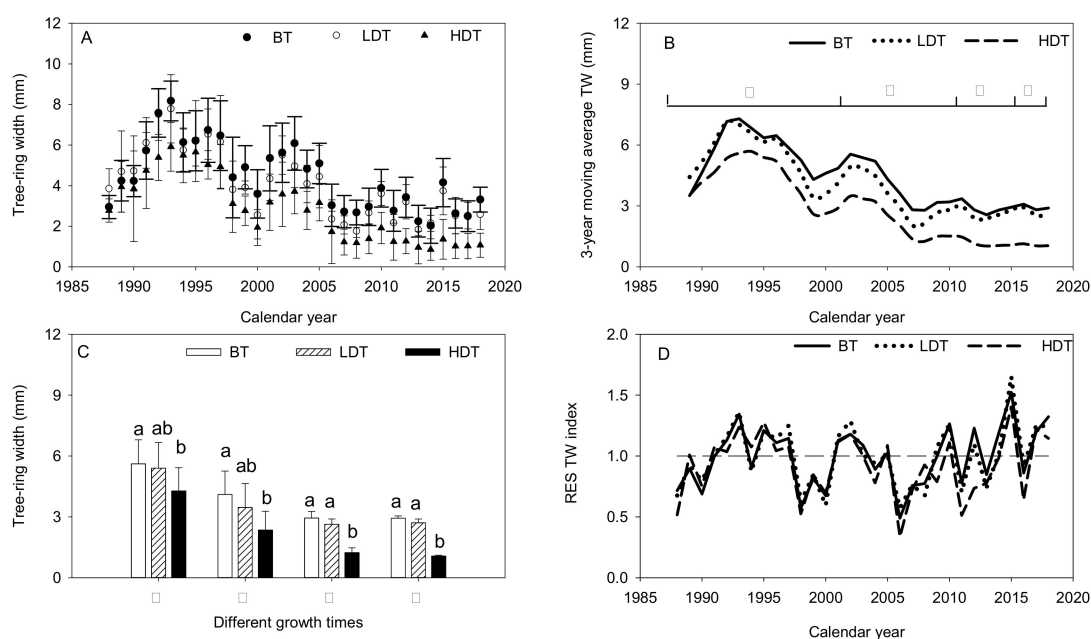 A
BT LDT HDT
Tree-ring width (mm)
12
10
8
6
4
2
0
1985 1990 1995 2000 2005 2010 2015 2020
Calendar year
B
BT LDT HDT
3-year moving average TW (mm)
12
9
6
3
0
1985 1990 1995 2000 2005 2010 2015 2020
Calendar year
C
BT LDT HDT
Tree-ring width (mm)
12
9
6
3
0
a ab b a ab b a a b a a b
Different growth times
D
BT LDT HDT
RES TW index
2.0
1.5
1.0
0.5
0.0
1985 1990 1995 2000 2005 2010 2015 2020
Calendar year